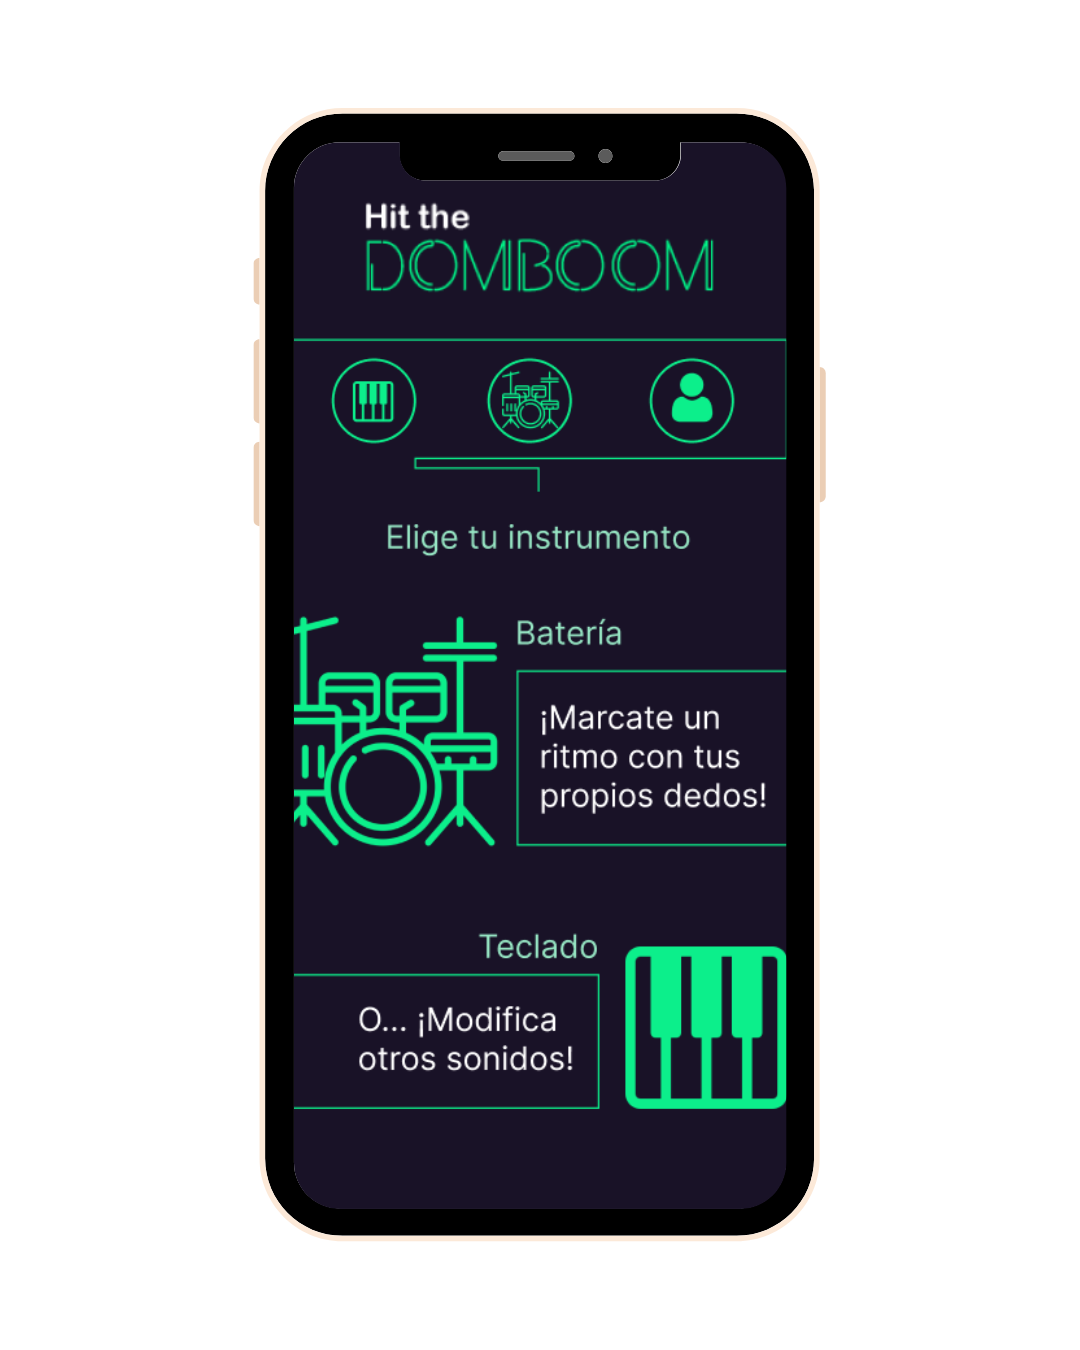 Hit the
DOMBOOM
Elige tu instrumento
Batería
¡Marcate un
ritmo con tus
propios dedos!
Teclado
O... ¡Modifica
otros sonidos!